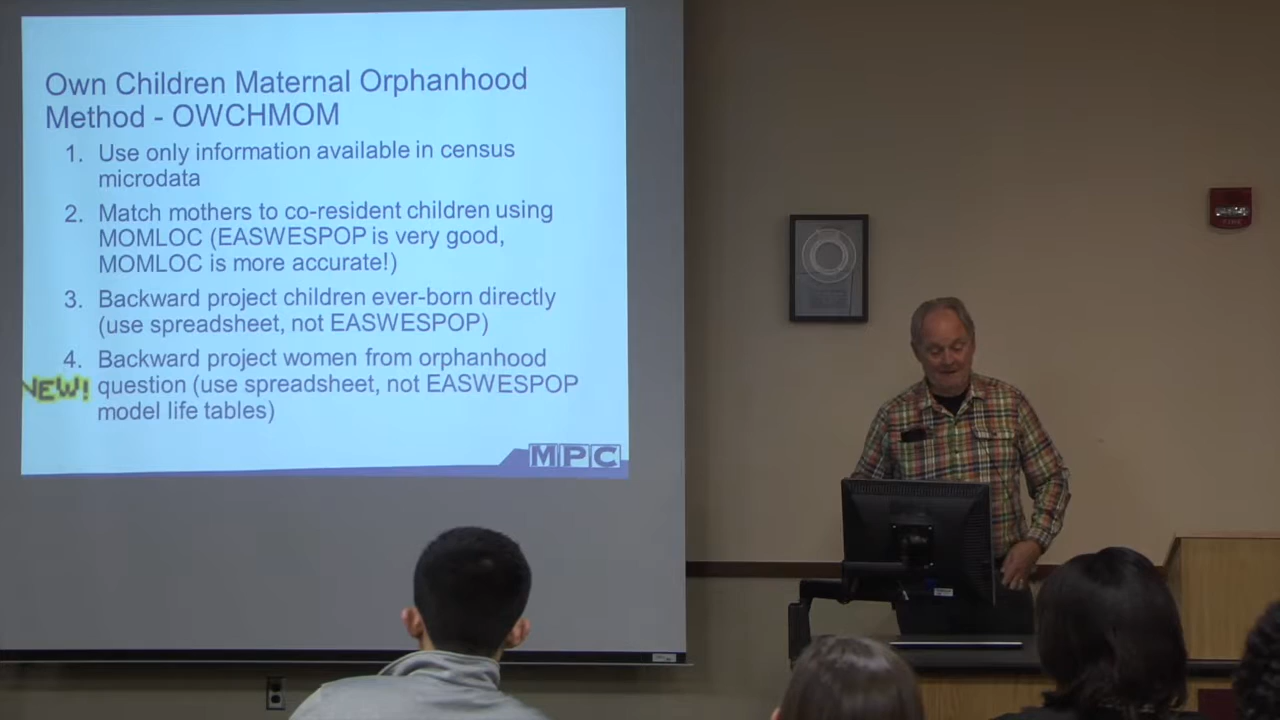 Own Children Maternal Orphanhood
Method - OWCHMOM
1. Use only information available in census
microdata
2. Match mothers to co-resident children using
MOMLOC (EASWESPOP is very good,
MOMLOC is more accurate!)
3. Backward project children ever-born directly
(use spreadsheet, not EASWESPOP)
4. Backward project women from orphanhood
NEW! question (use spreadsheet, not EASWESPOP
model life tables)
MPC
FIRE